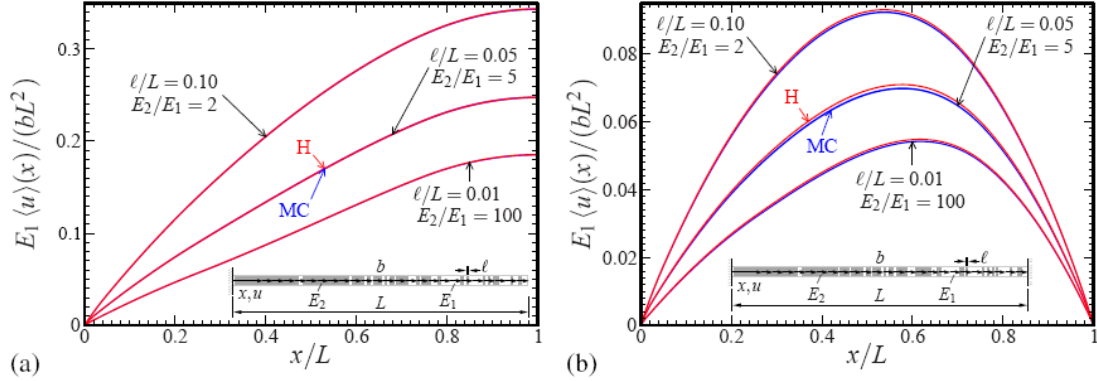 E₁ ⟨u⟩(x)/(bL²)
0.3
0.2
0.1
0
ℓ/L = 0.10
E₂/E₁ = 2
ℓ/L = 0.05
E₂/E₁ = 5
H
MC
ℓ/L = 0.01
E₂/E₁ = 100
b
ℓ
x,u
E₂
E₁
L
0
0.2
0.4
0.6
0.8
1
x/L
(a)
E₁ ⟨u⟩(x)/(bL²)
0.08
0.06
0.04
0.02
0
ℓ/L = 0.10
E₂/E₁ = 2
ℓ/L = 0.05
E₂/E₁ = 5
H
MC
ℓ/L = 0.01
E₂/E₁ = 100
b
ℓ
x,u
E₂
E₁
L
0
0.2
0.4
0.6
0.8
1
x/L
(b)